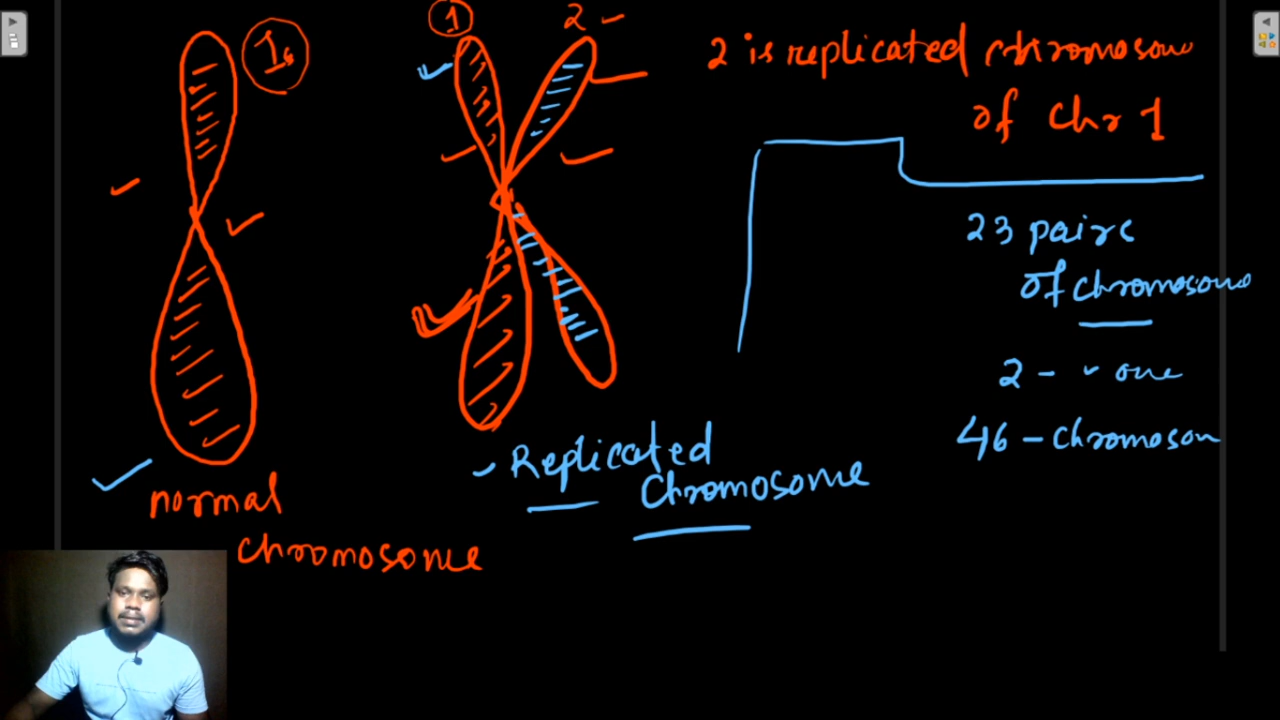 1
1
2 -
2 is replicated chromosome
of Chr 1
23 pairs
of chromosome
2 - one
46 - chromosom
Replicated
Chromosome
normal
chromosome